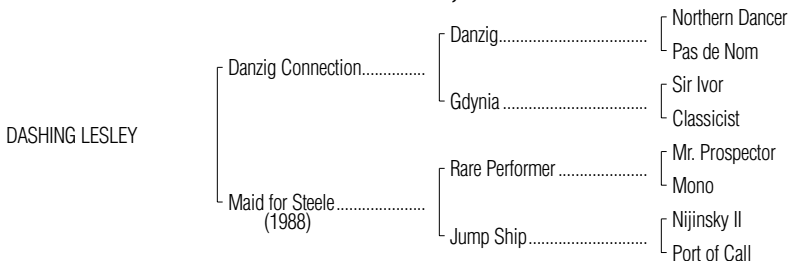 Northern Dancer
Danzig
Pas de Nom
Danzig Connection
Sir Ivor
Gdynia
Classicist
DASHING LESLEY
Mr. Prospector
Rare Performer
Mono
Maid for Steele
(1988)
Nijinsky II
Jump Ship
Port of Call